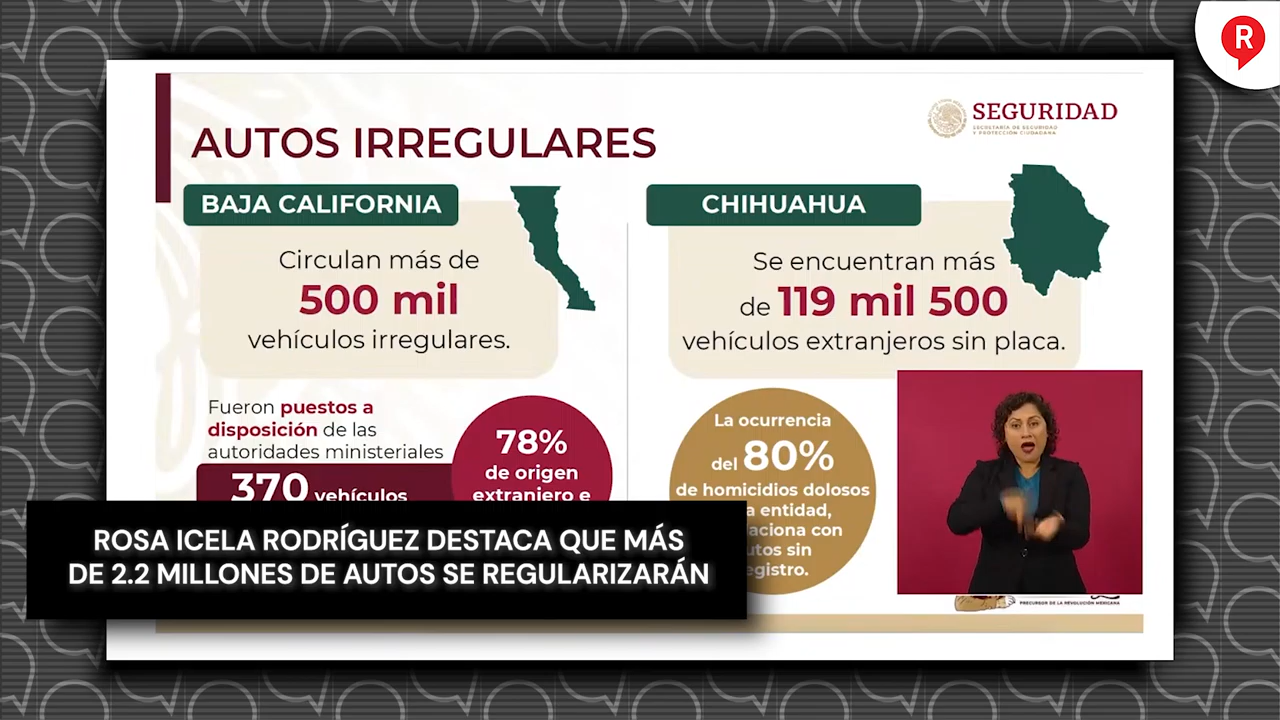 R
SEGURIDAD
SECRETARÍA DE SEGURIDAD
Y PROTECCIÓN CIUDADANA
AUTOS IRREGULARES
BAJA CALIFORNIA
Circulan más de
500 mil
vehículos irregulares.
Fueron puestos a
disposición de las
autoridades ministeriales
370 vehículos
78%
de origen
extranjero e
CHIHUAHUA
Se encuentran más
de 119 mil 500
vehículos extranjeros sin placa.
La ocurrencia
del 80%
de homicidios dolosos
a entidad,
aciona con
utos sin
egistro.
PRECURSOR DE LA REVOLUCIÓN MEXICANA
ROSA ICELA RODRÍGUEZ DESTACA QUE MÁS
DE 2.2 MILLONES DE AUTOS SE REGULARIZARÁN